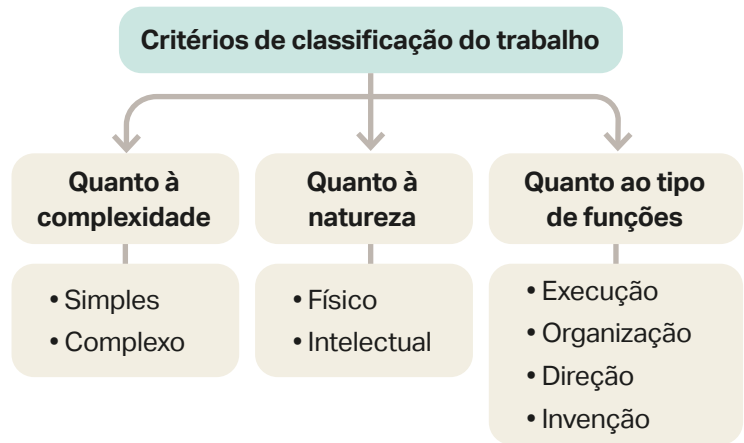 Critérios de classificação do trabalho
Quanto à
complexidade
• Simples
• Complexo
Quanto à
natureza
• Físico
• Intelectual
Quanto ao tipo
de funções
• Execução
• Organização
• Direção
• Invenção